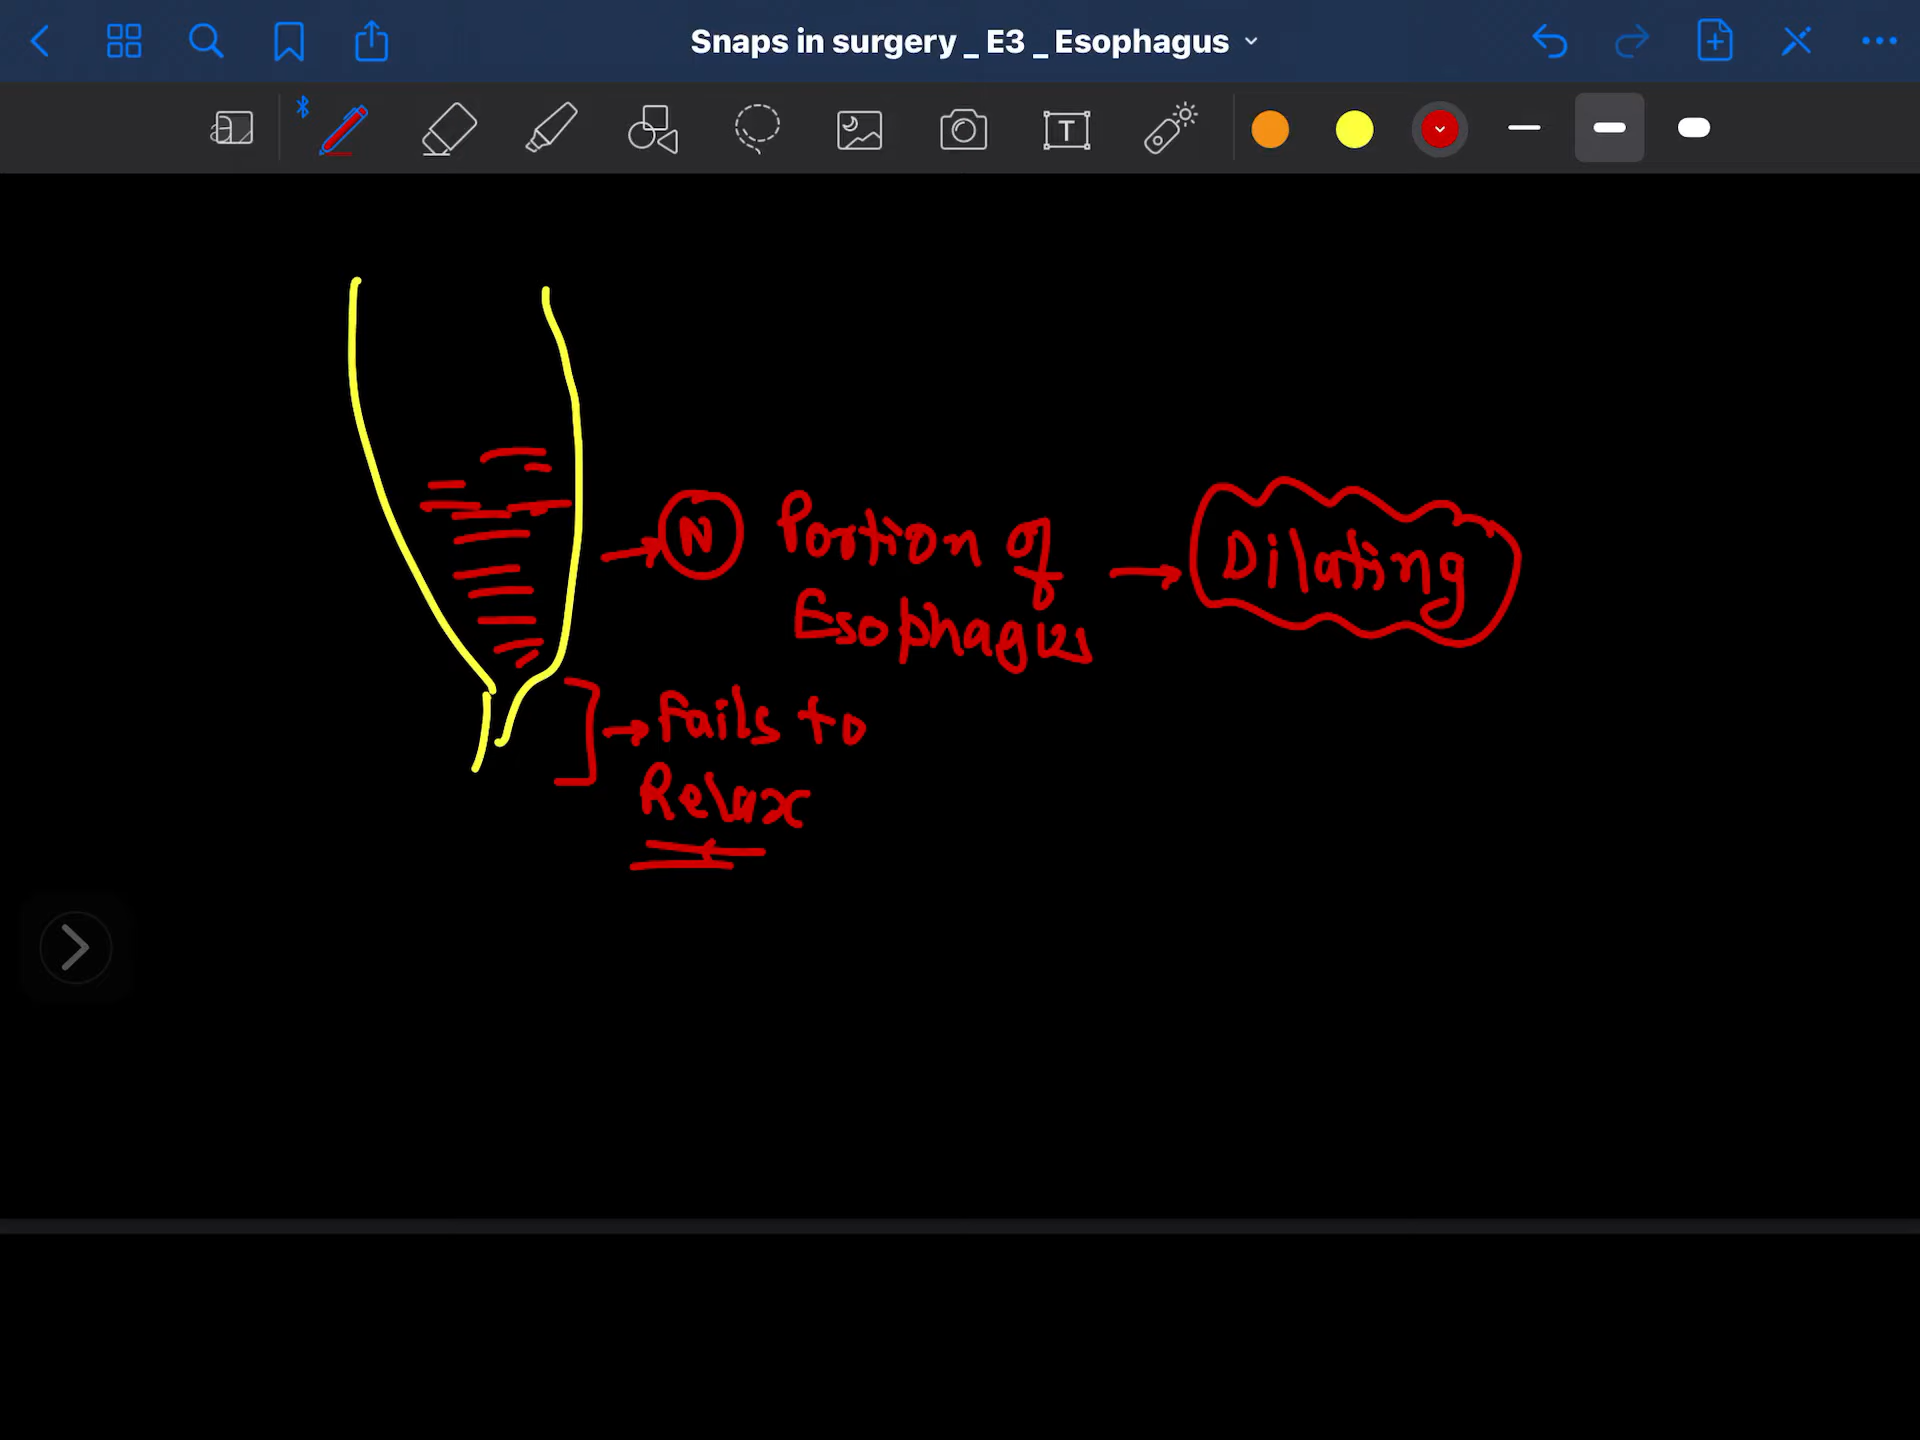 Snaps in surgery _ E3 _ Esophagus
T
N Portion of
Esophagus
Dilating
Fails to
Relax